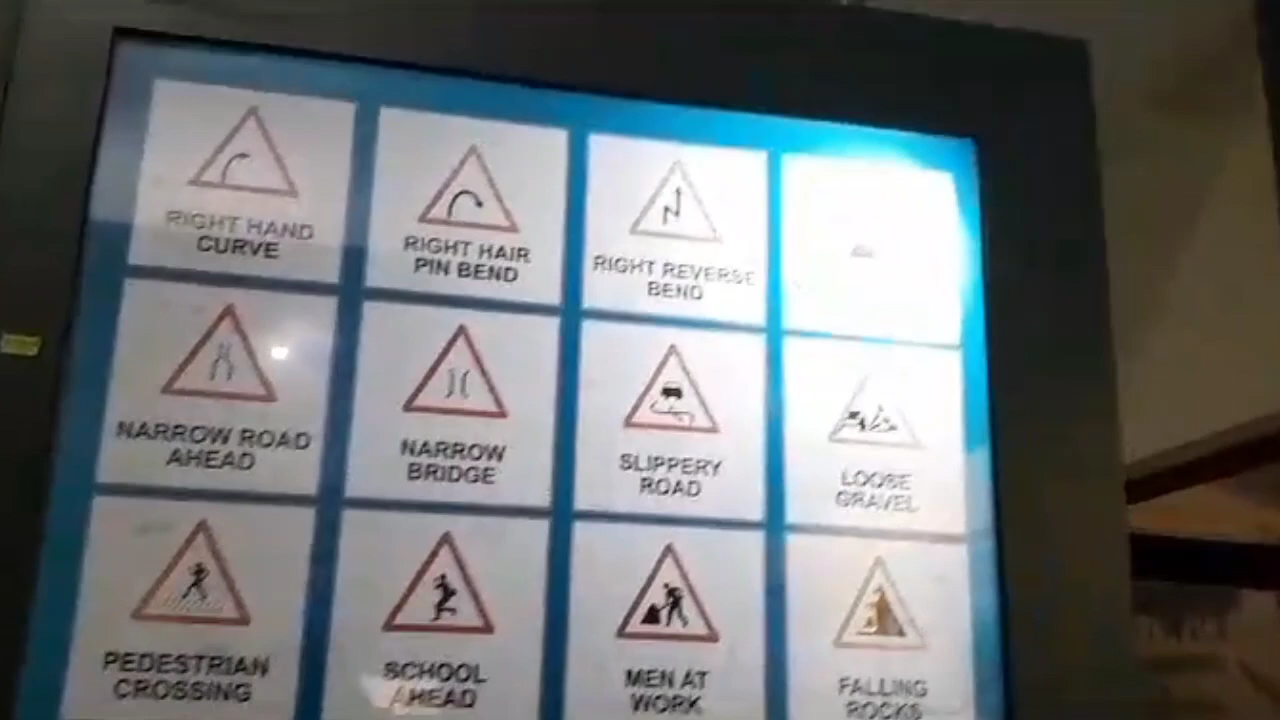 RIGHT HAND
CURVE
RIGHT HAIR
PIN BEND
RIGHT REVERSE
BEND
NARROW ROAD
AHEAD
NARROW
BRIDGE
SLIPPERY
ROAD
LOOSE
GRAVEL
PEDESTRIAN
CROSSING
SCHOOL
AHEAD
MEN AT
WORK
FALLING
ROCKS